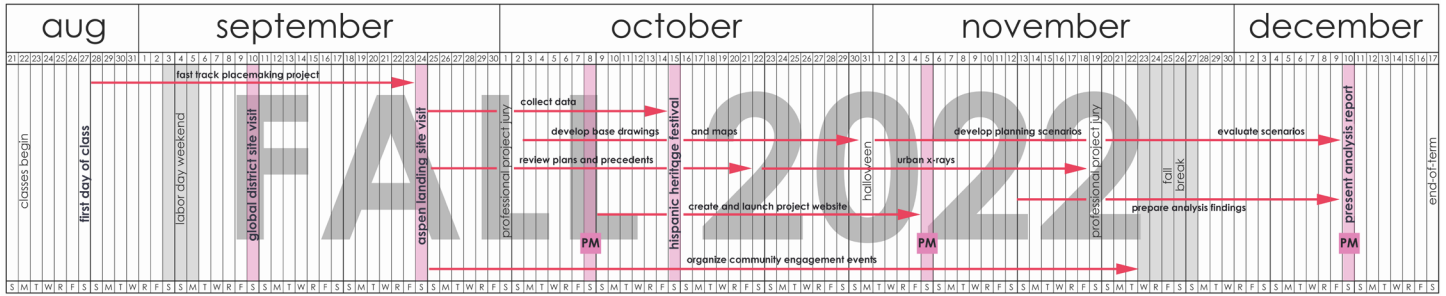 aug september october november december
21 22 23 24 25 26 27 28 29 30 31 1 2 3 4 5 6 7 8 9 10 11 12 13 14 15 16 17 18 19 20 21 22 23 24 25 26 27 28 29 30 1 2 3 4 5 6 7 8 9 10 11 12 13 14 15 16 17 18 19 20 21 22 23 24 25 26 27 28 29 30 31 1 2 3 4 5 6 7 8 9 10 11 12 13 14 15 16 17 18 19 20 21 22 23 24 25 26 27 28 29 30 1 2 3 4 5 6 7 8 9 10 11 12 13 14 15 16 17
FALL 2022
classes begin
first day of class
labor day weekend
global district site visit
aspen landing site visit
professional project jury
hispanic heritage festival
halloween
professional project jury
fall
break
present analysis report
end-of-term
fast track placemaking project
collect data
develop base drawings and maps
develop planning scenarios
evaluate scenarios
review plans and precedents
urban x-rays
create and launch project website
prepare analysis findings
PM PM PM
organize community engagement events
S M T W R F S S M T W R F S S M T W R F S S M T W R F S S M T W R F S S M T W R F S S M T W R F S S M T W R F S S M T W R F S S M T W R F S S M T W R F S S M T W R F S S M T W R F S S M T W R F S S M T W R F S S M T W R F S S M T W R F S